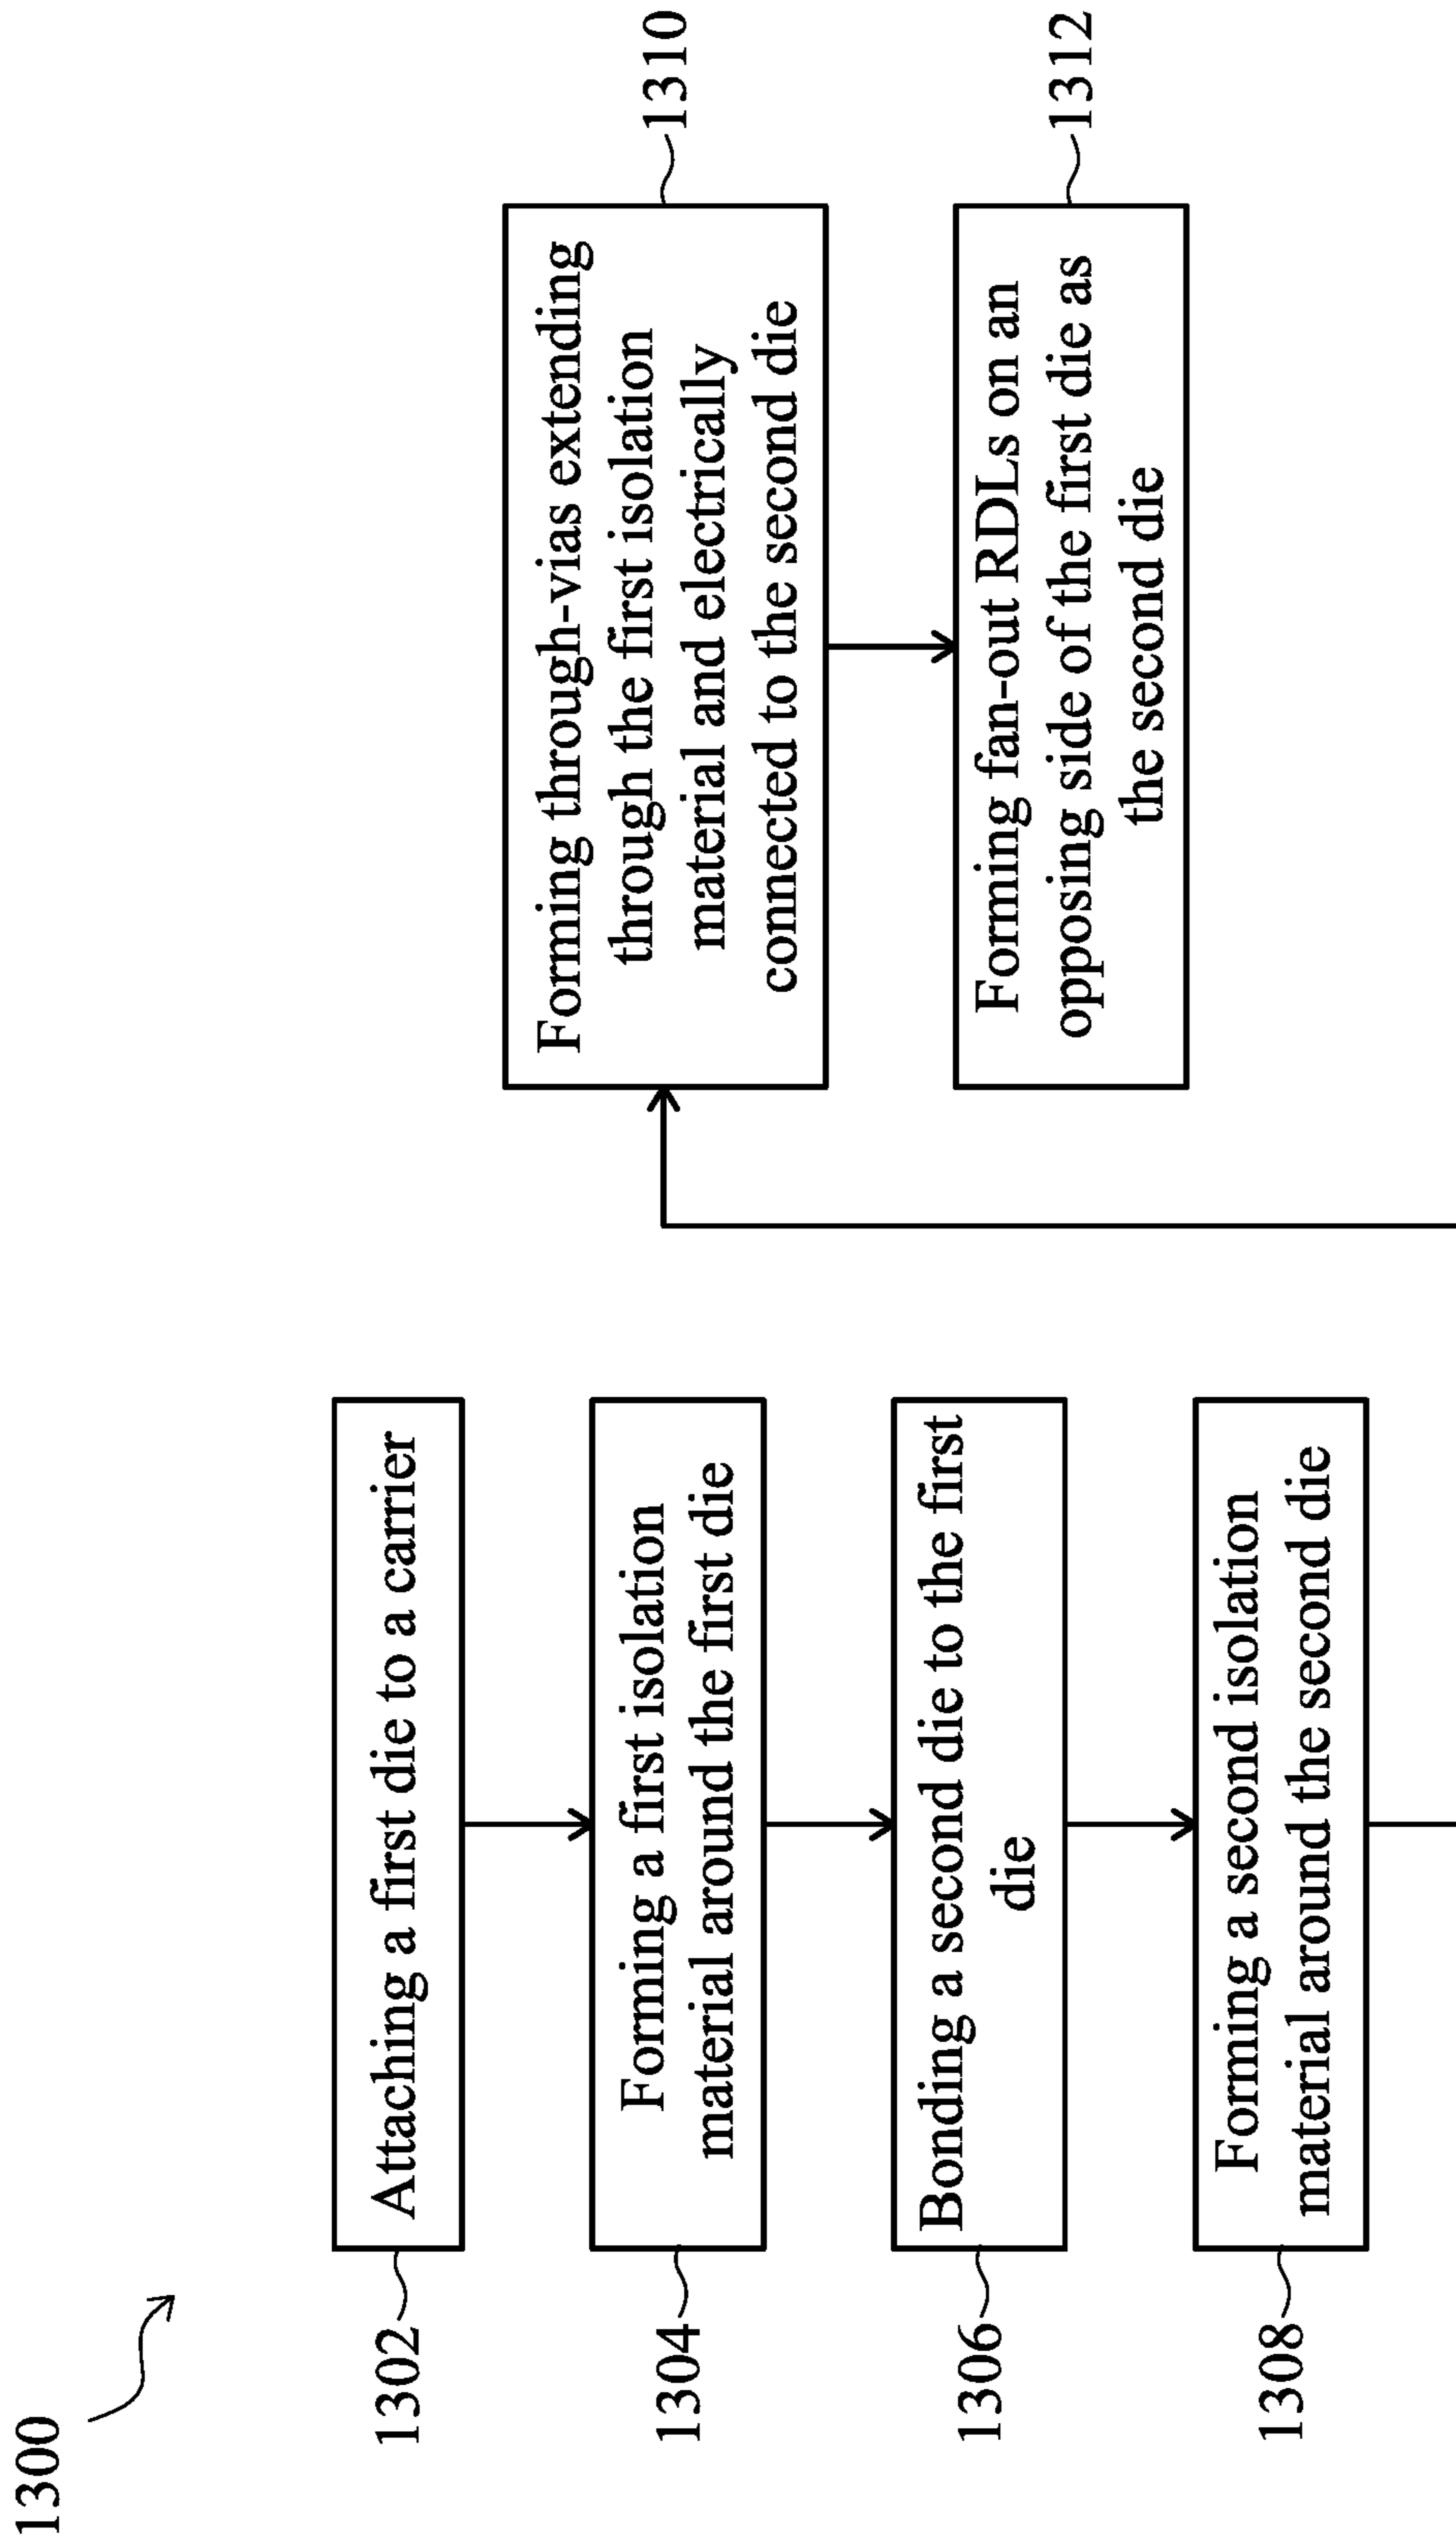 1300
1302
Attaching a first die to a carrier
1304
Forming a first isolation
material around the first die
1306
Bonding a second die to the first
die
1308
Forming a second isolation
material around the second die
Forming through-vias extending
through the first isolation
material and electrically
connected to the second die
1310
Forming fan-out RDLs on an
opposing side of the first die as
the second die
1312